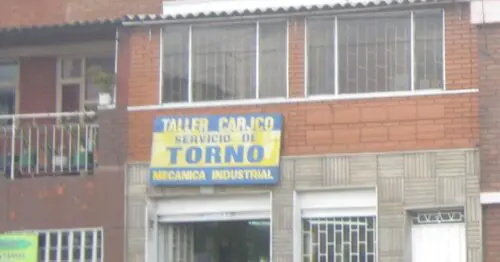 TALLER CARJCO
SERVICIO DE
TORNO
MECANICA INDUSTRIAL